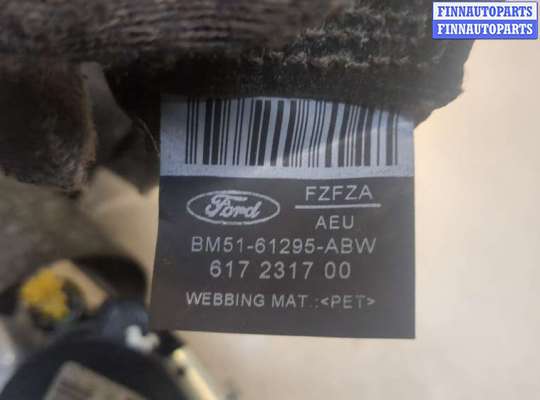 FINNAUTOPARTS
FINNAUTOPARTS
Ford
FZFZA
AEU
BM51-61295-ABW
617 2317 00
WEBBING MAT.:<PET>